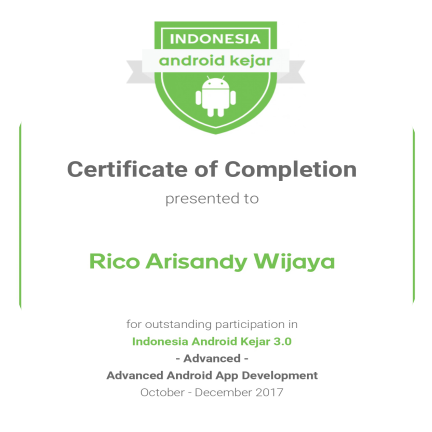 INDONESIA
android kejar
Certificate of Completion
presented to
Rico Arisandy Wijaya
for outstanding participation in
Indonesia Android Kejar 3.0
- Advanced -
Advanced Android App Development
October - December 2017